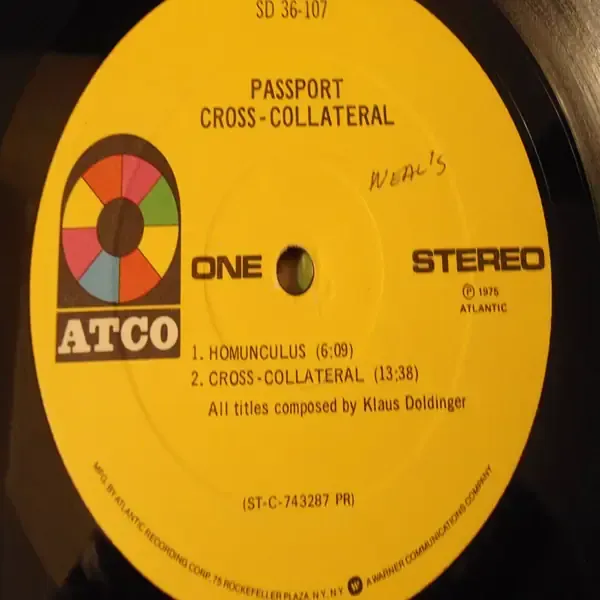 SD 36-107
PASSPORT
CROSS-COLLATERAL
NEAL'S
ONE
STEREO
Ⓟ 1975
ATLANTIC
ATCO
1. HOMUNCULUS (6:09)
2. CROSS-COLLATERAL (13:38)
All titles composed by Klaus Doldinger
(ST-C-743287 PR)
MFG. BY ATLANTIC RECORDING CORP., 75 ROCKEFELLER PLAZA, N.Y., N.Y. W A WARNER COMMUNICATIONS COMPANY